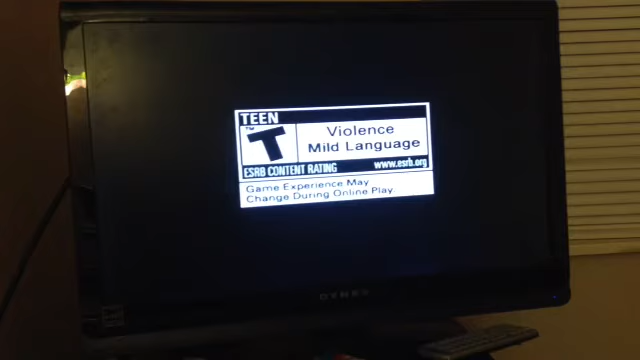 TEEN
T
TM
Violence
Mild Language
ESRB CONTENT RATING
www.esrb.org
Game Experience May
Change During Online Play.
DYNEX